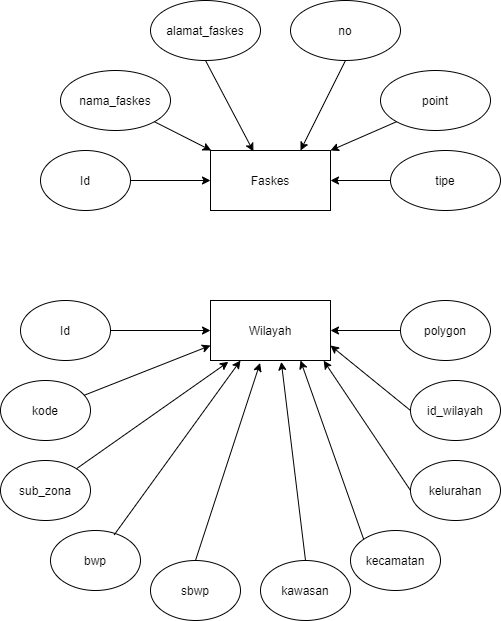 alamat_faskes
no
nama_faskes
point
Id
Faskes
tipe
Id
Wilayah
polygon
kode
id_wilayah
sub_zona
kelurahan
bwp
kecamatan
sbwp
kawasan